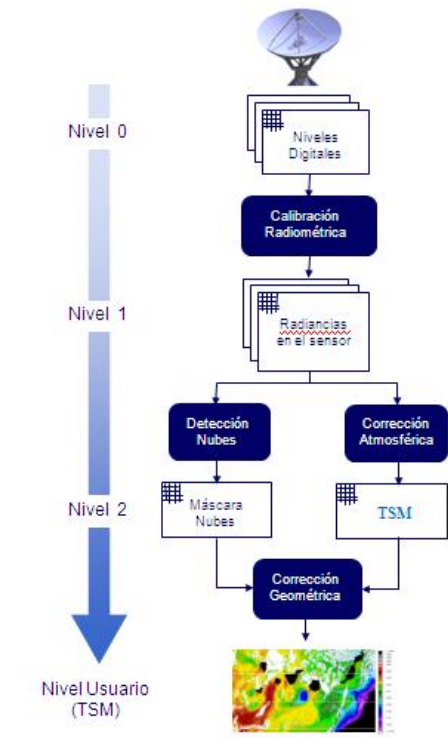 Nivel 0
Niveles
Digitales
Calibración
Radiométrica
Nivel 1
Radiancias
en el sensor
Detección
Nubes
Corrección
Atmosférica
Nivel 2
Máscara
Nubes
TSM
Corrección
Geométrica
Nivel Usuario
(TSM)